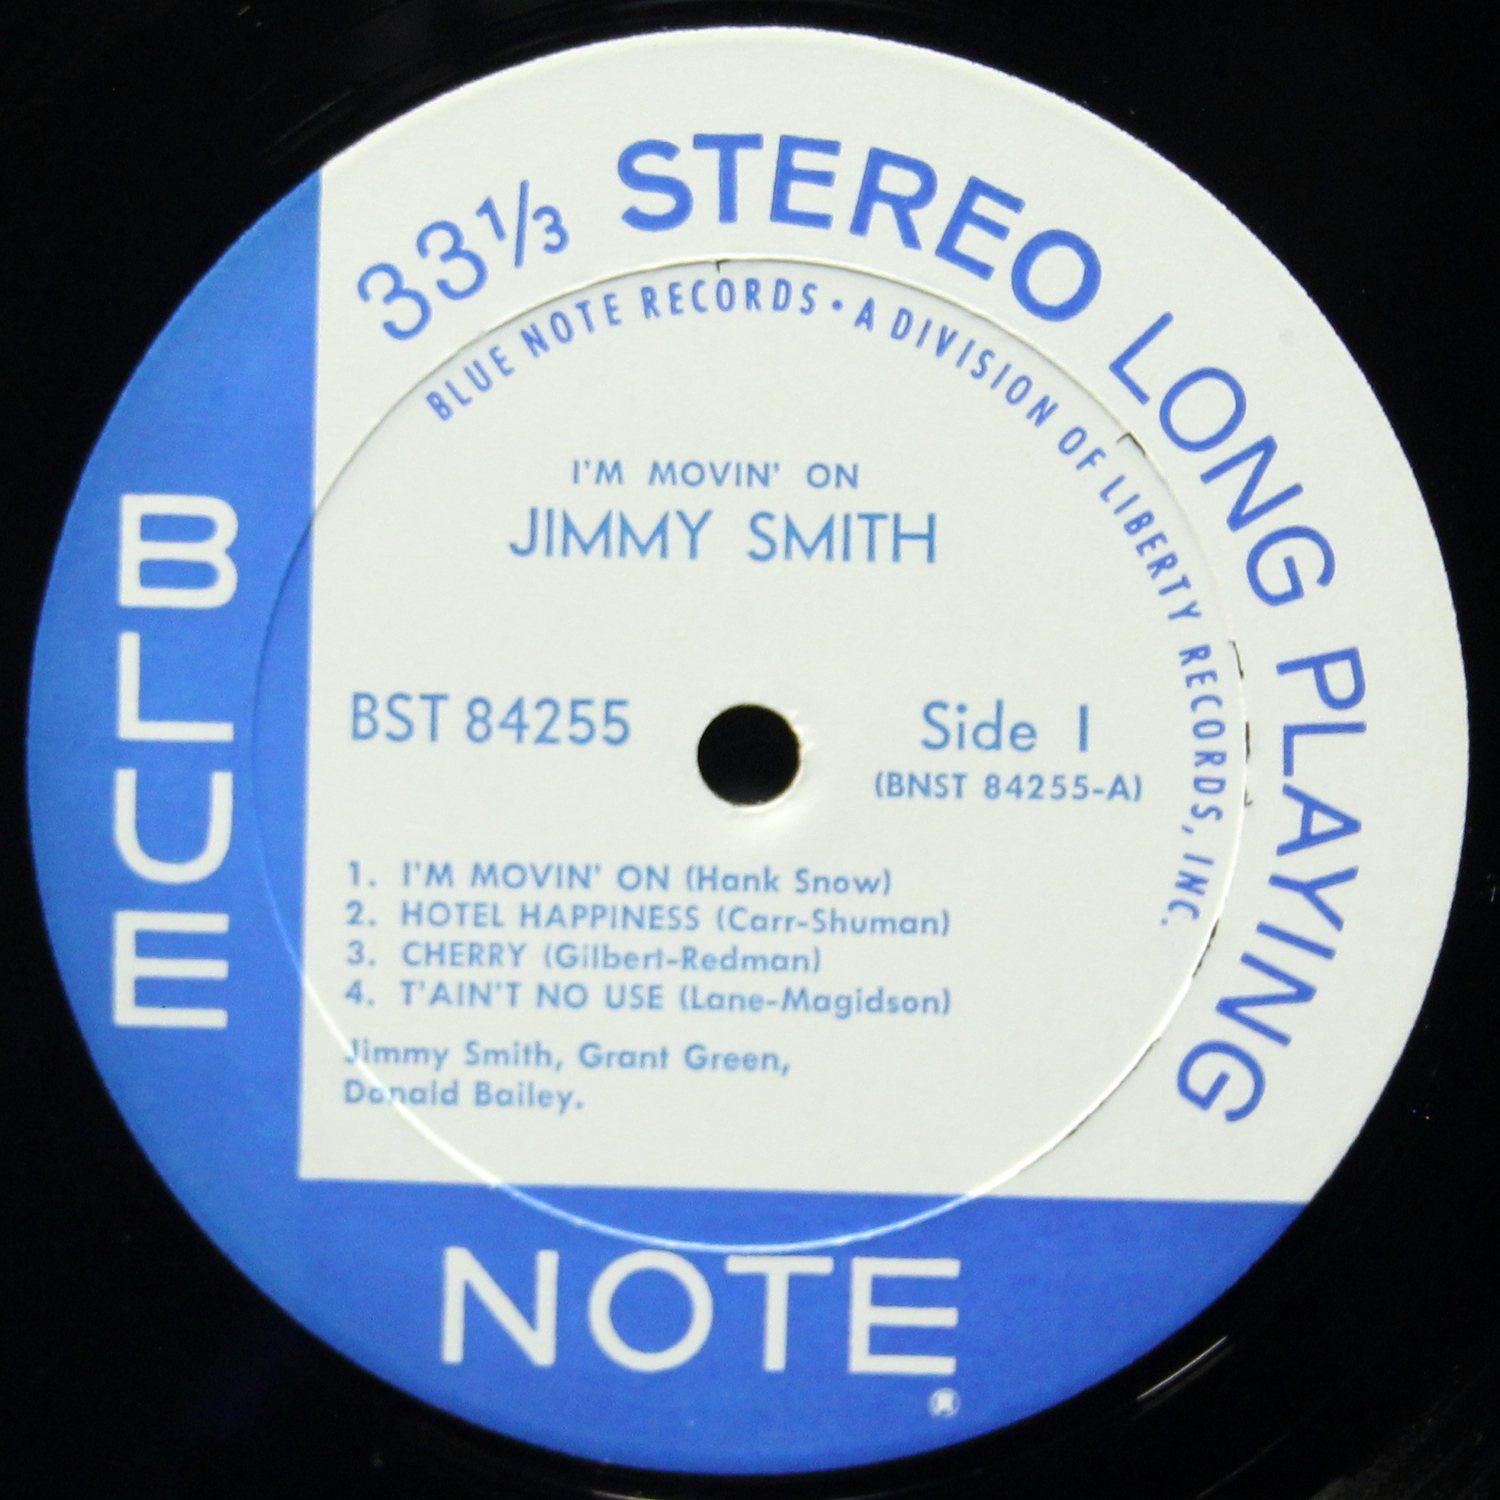 33⅓ STEREO LONG PLAYING
BLUE NOTE RECORDS • A DIVISION OF LIBERTY RECORDS, INC.
I'M MOVIN' ON
JIMMY SMITH
BST 84255
Side 1
(BNST 84255-A)
1. I'M MOVIN' ON (Hank Snow)
2. HOTEL HAPPINESS (Carr-Shuman)
3. CHERRY (Gilbert-Redman)
4. T'AIN'T NO USE (Lane-Magidson)
Jimmy Smith, Grant Green,
Donald Bailey.
BLUE
NOTE®